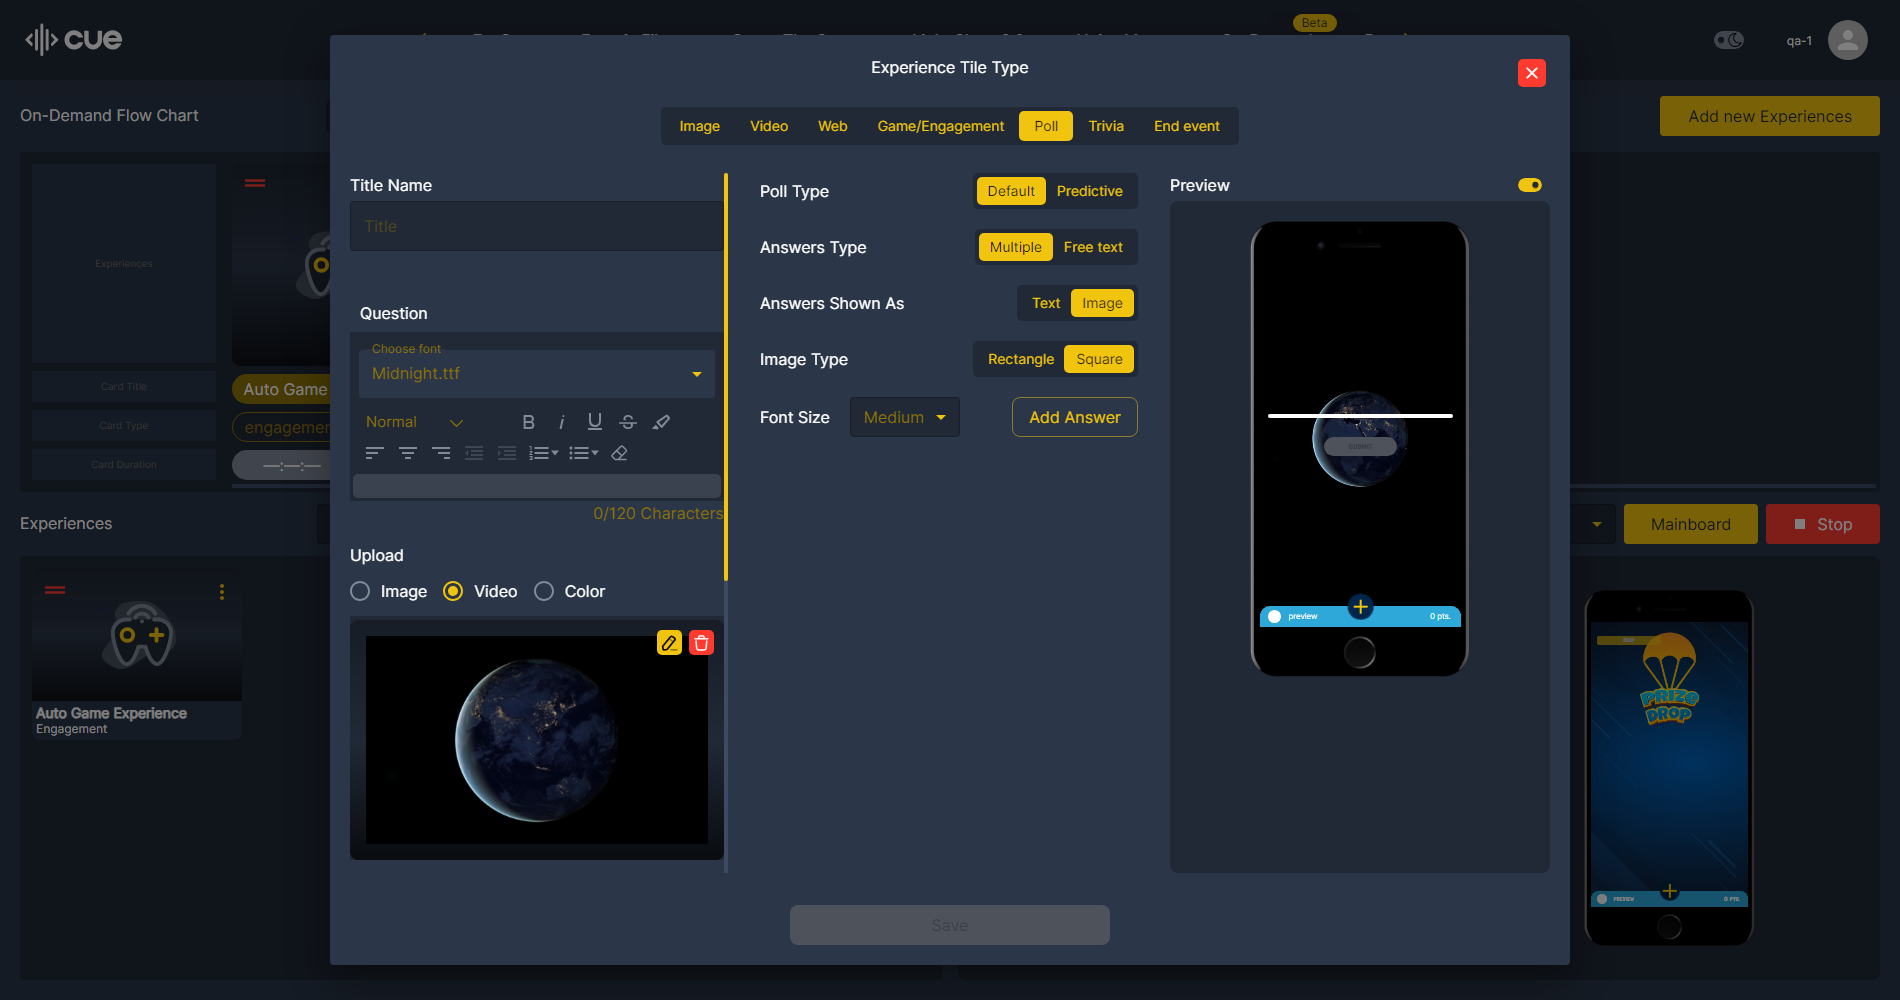 cue
Beta
qa-1
Experience Tile Type
On-Demand Flow Chart
Add new Experiences
Image Video Web Game/Engagement Poll Trivia End event
Title Name
Title
Poll Type
Default Predictive
Preview
Answers Type
Multiple Free text
Experiences
Question
Answers Shown As
Text Image
Choose font
Midnight.ttf
Image Type
Rectangle Square
Card Title
Auto Game
Font Size
Medium
Add Answer
Card Type
engagemen
Normal
SUBMIT
Card Duration
—:—:—
0/120 Characters
Experiences
Mainboard
Stop
Upload
Image Video Color
preview
0 pts.
PRIZE
DROP
Auto Game Experience
Engagement
PREVIEW
0 PTS.
Save